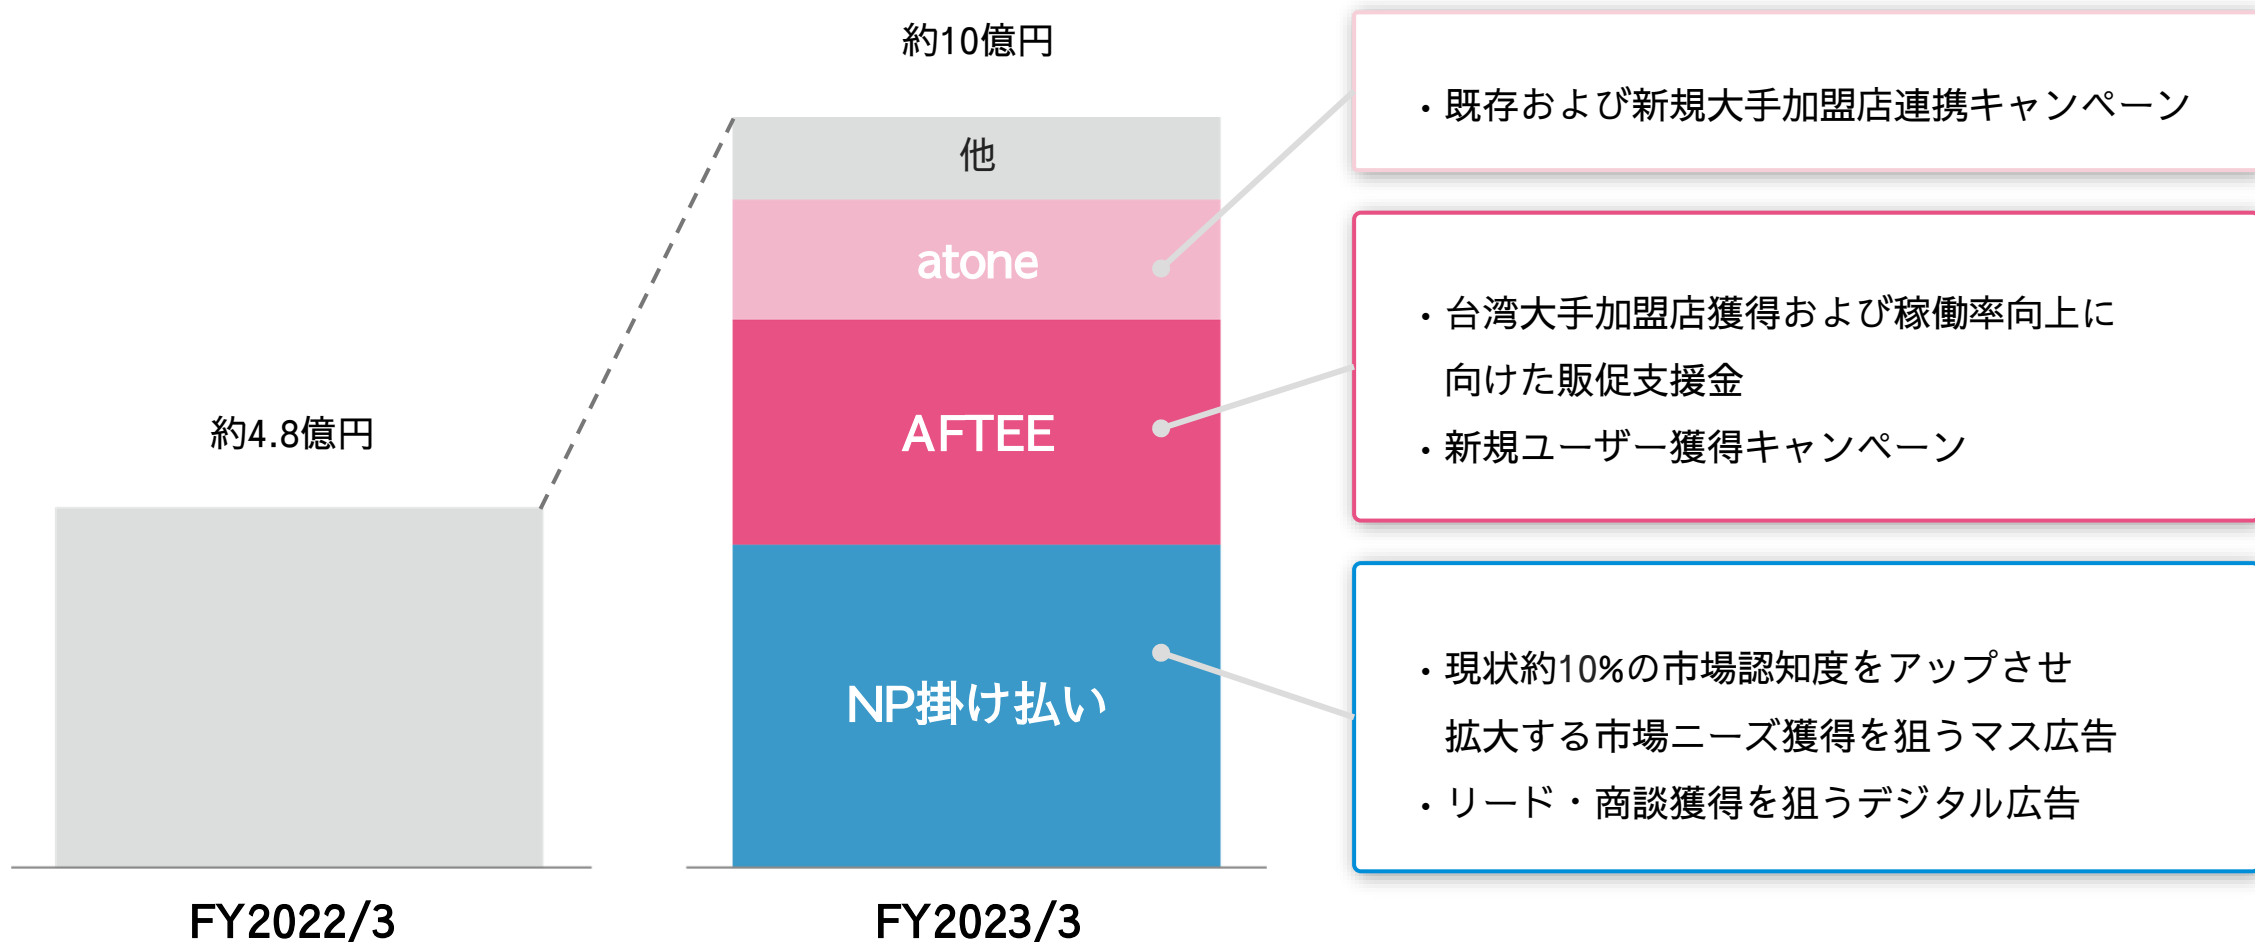 約4.8億円
FY2022/3
約10億円
他
atone
AFTEE
NP掛け払い
FY2023/3
・既存および新規大手加盟店連携キャンペーン
・台湾大手加盟店獲得および稼働率向上に
向けた販促支援金
・新規ユーザー獲得キャンペーン
・現状約10%の市場認知度をアップさせ
拡大する市場ニーズ獲得を狙うマス広告
・リード・商談獲得を狙うデジタル広告